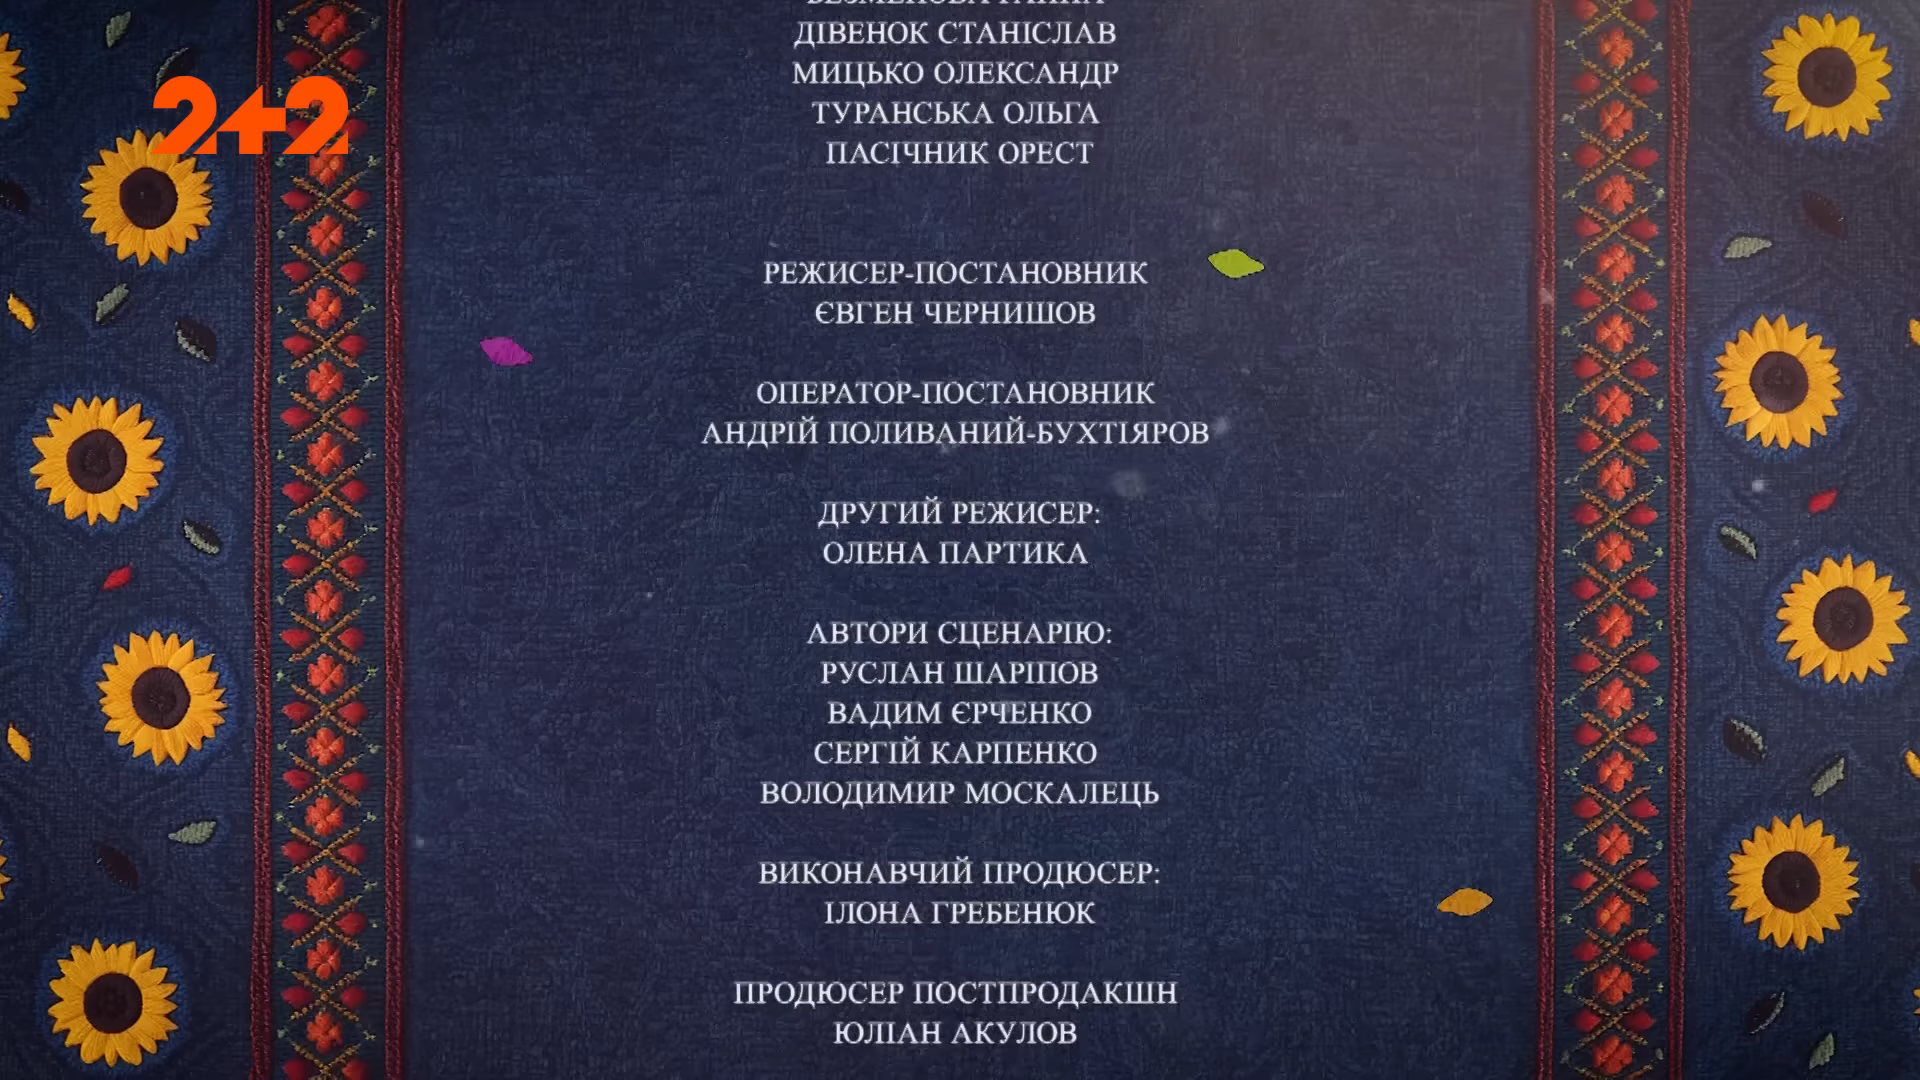 2+2
ДІВЕНОК СТАНІСЛАВ
МИЦЬКО ОЛЕКСАНДР
ТУРАНСЬКА ОЛЬГА
ПАСІЧНИК ОРЕСТ
РЕЖИСЕР-ПОСТАНОВНИК
ЄВГЕН ЧЕРНИШОВ
ОПЕРАТОР-ПОСТАНОВНИК
АНДРІЙ ПОЛИВАНИЙ-БУХТІЯРОВ
ДРУГИЙ РЕЖИСЕР:
ОЛЕНА ПАРТИКА
АВТОРИ СЦЕНАРІЮ:
РУСЛАН ШАРІПОВ
ВАДИМ ЄРЧЕНКО
СЕРГІЙ КАРПЕНКО
ВОЛОДИМИР МОСКАЛЕЦЬ
ВИКОНАВЧИЙ ПРОДЮСЕР:
ІЛОНА ГРЕБЕНЮК
ПРОДЮСЕР ПОСТПРОДАКШН
ЮЛІАН АКУЛОВ